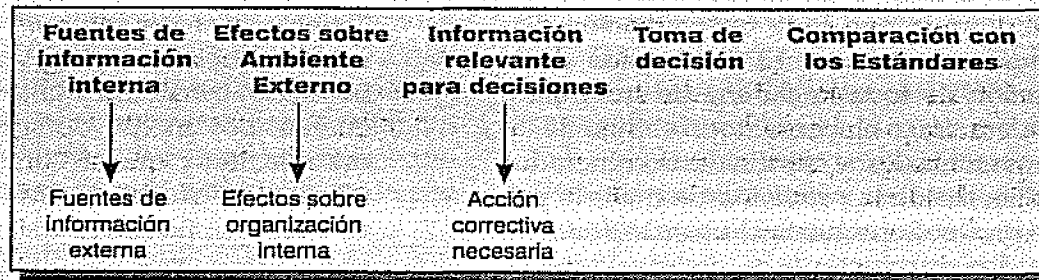 Fuentes de
información
interna
Efectos sobre
Ambiente
Externo
Información
relevante
para decisiones
Toma de
decisión
Comparación con
los Estándares
Fuentes de
información
externa
Efectos sobre
organización
interna
Acción
correctiva
necesaria